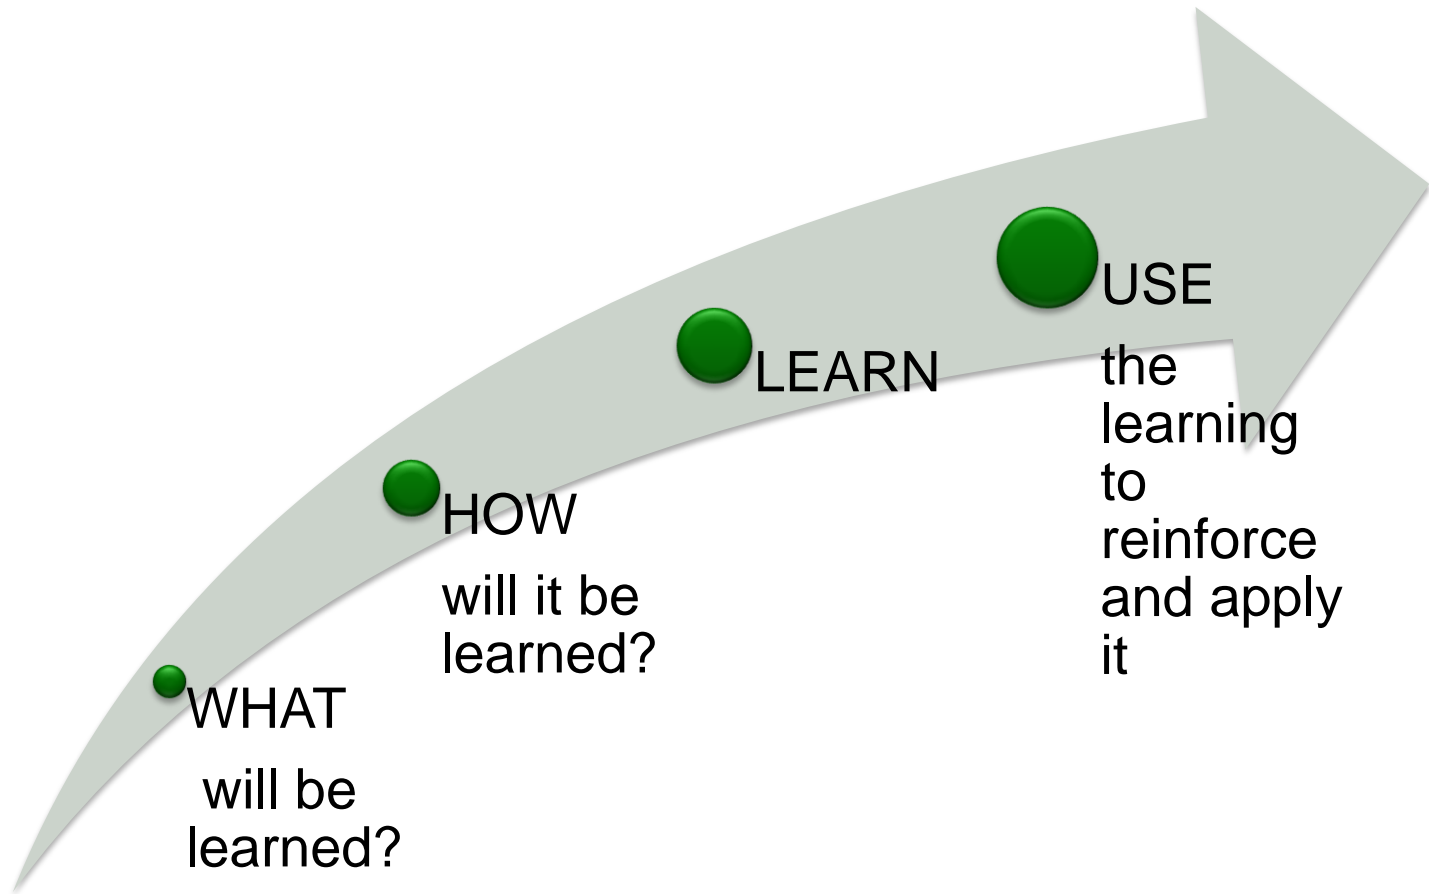 WHAT
will be
learned?
HOW
will it be
learned?
LEARN
USE
the
learning
to
reinforce
and apply
it